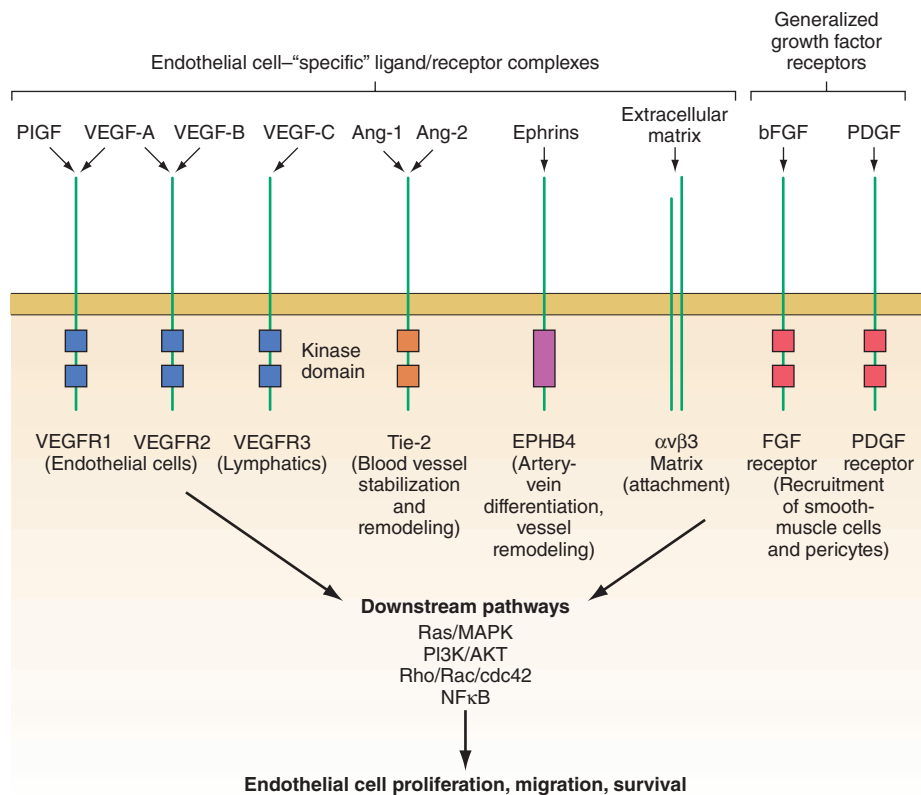 Generalized
growth factor
receptors
Endothelial cell–“specific” ligand/receptor complexes
Extracellular
matrix
PIGF VEGF-A VEGF-B VEGF-C Ang-1 Ang-2 Ephrins bFGF PDGF
Kinase
domain
VEGFR1 VEGFR2 VEGFR3 Tie-2 EPHB4 αvβ3 FGF PDGF
(Endothelial cells) (Lymphatics) (Blood vessel (Artery- Matrix receptor receptor
stabilization vein (attachment) (Recruitment
and differentiation, of smooth-
remodeling) vessel muscle cells
remodeling) and pericytes)
Downstream pathways
Ras/MAPK
PI3K/AKT
Rho/Rac/cdc42
NFκB
Endothelial cell proliferation, migration, survival